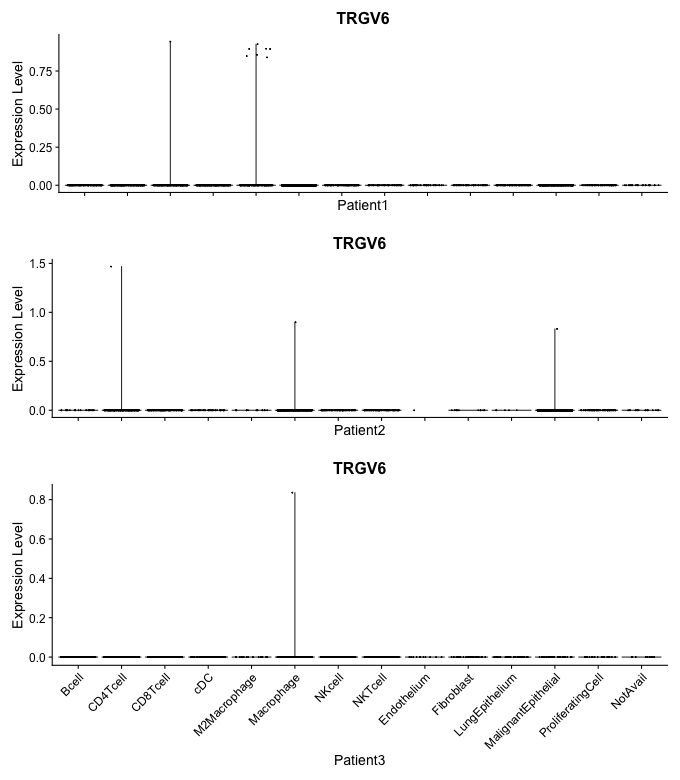 TRGV6
Expression Level
0.75
0.50
0.25
0.00
Patient1
TRGV6
Expression Level
1.5
1.0
0.5
0.0
Patient2
TRGV6
Expression Level
0.8
0.6
0.4
0.2
0.0
Bcell
CD4Tcell
CD8Tcell
cDC
M2Macrophage
Macrophage
NKcell
NKTcell
Endothelium
Fibroblast
LungEpithelium
MalignantEpithelial
ProliferatingCell
NotAvail
Patient3